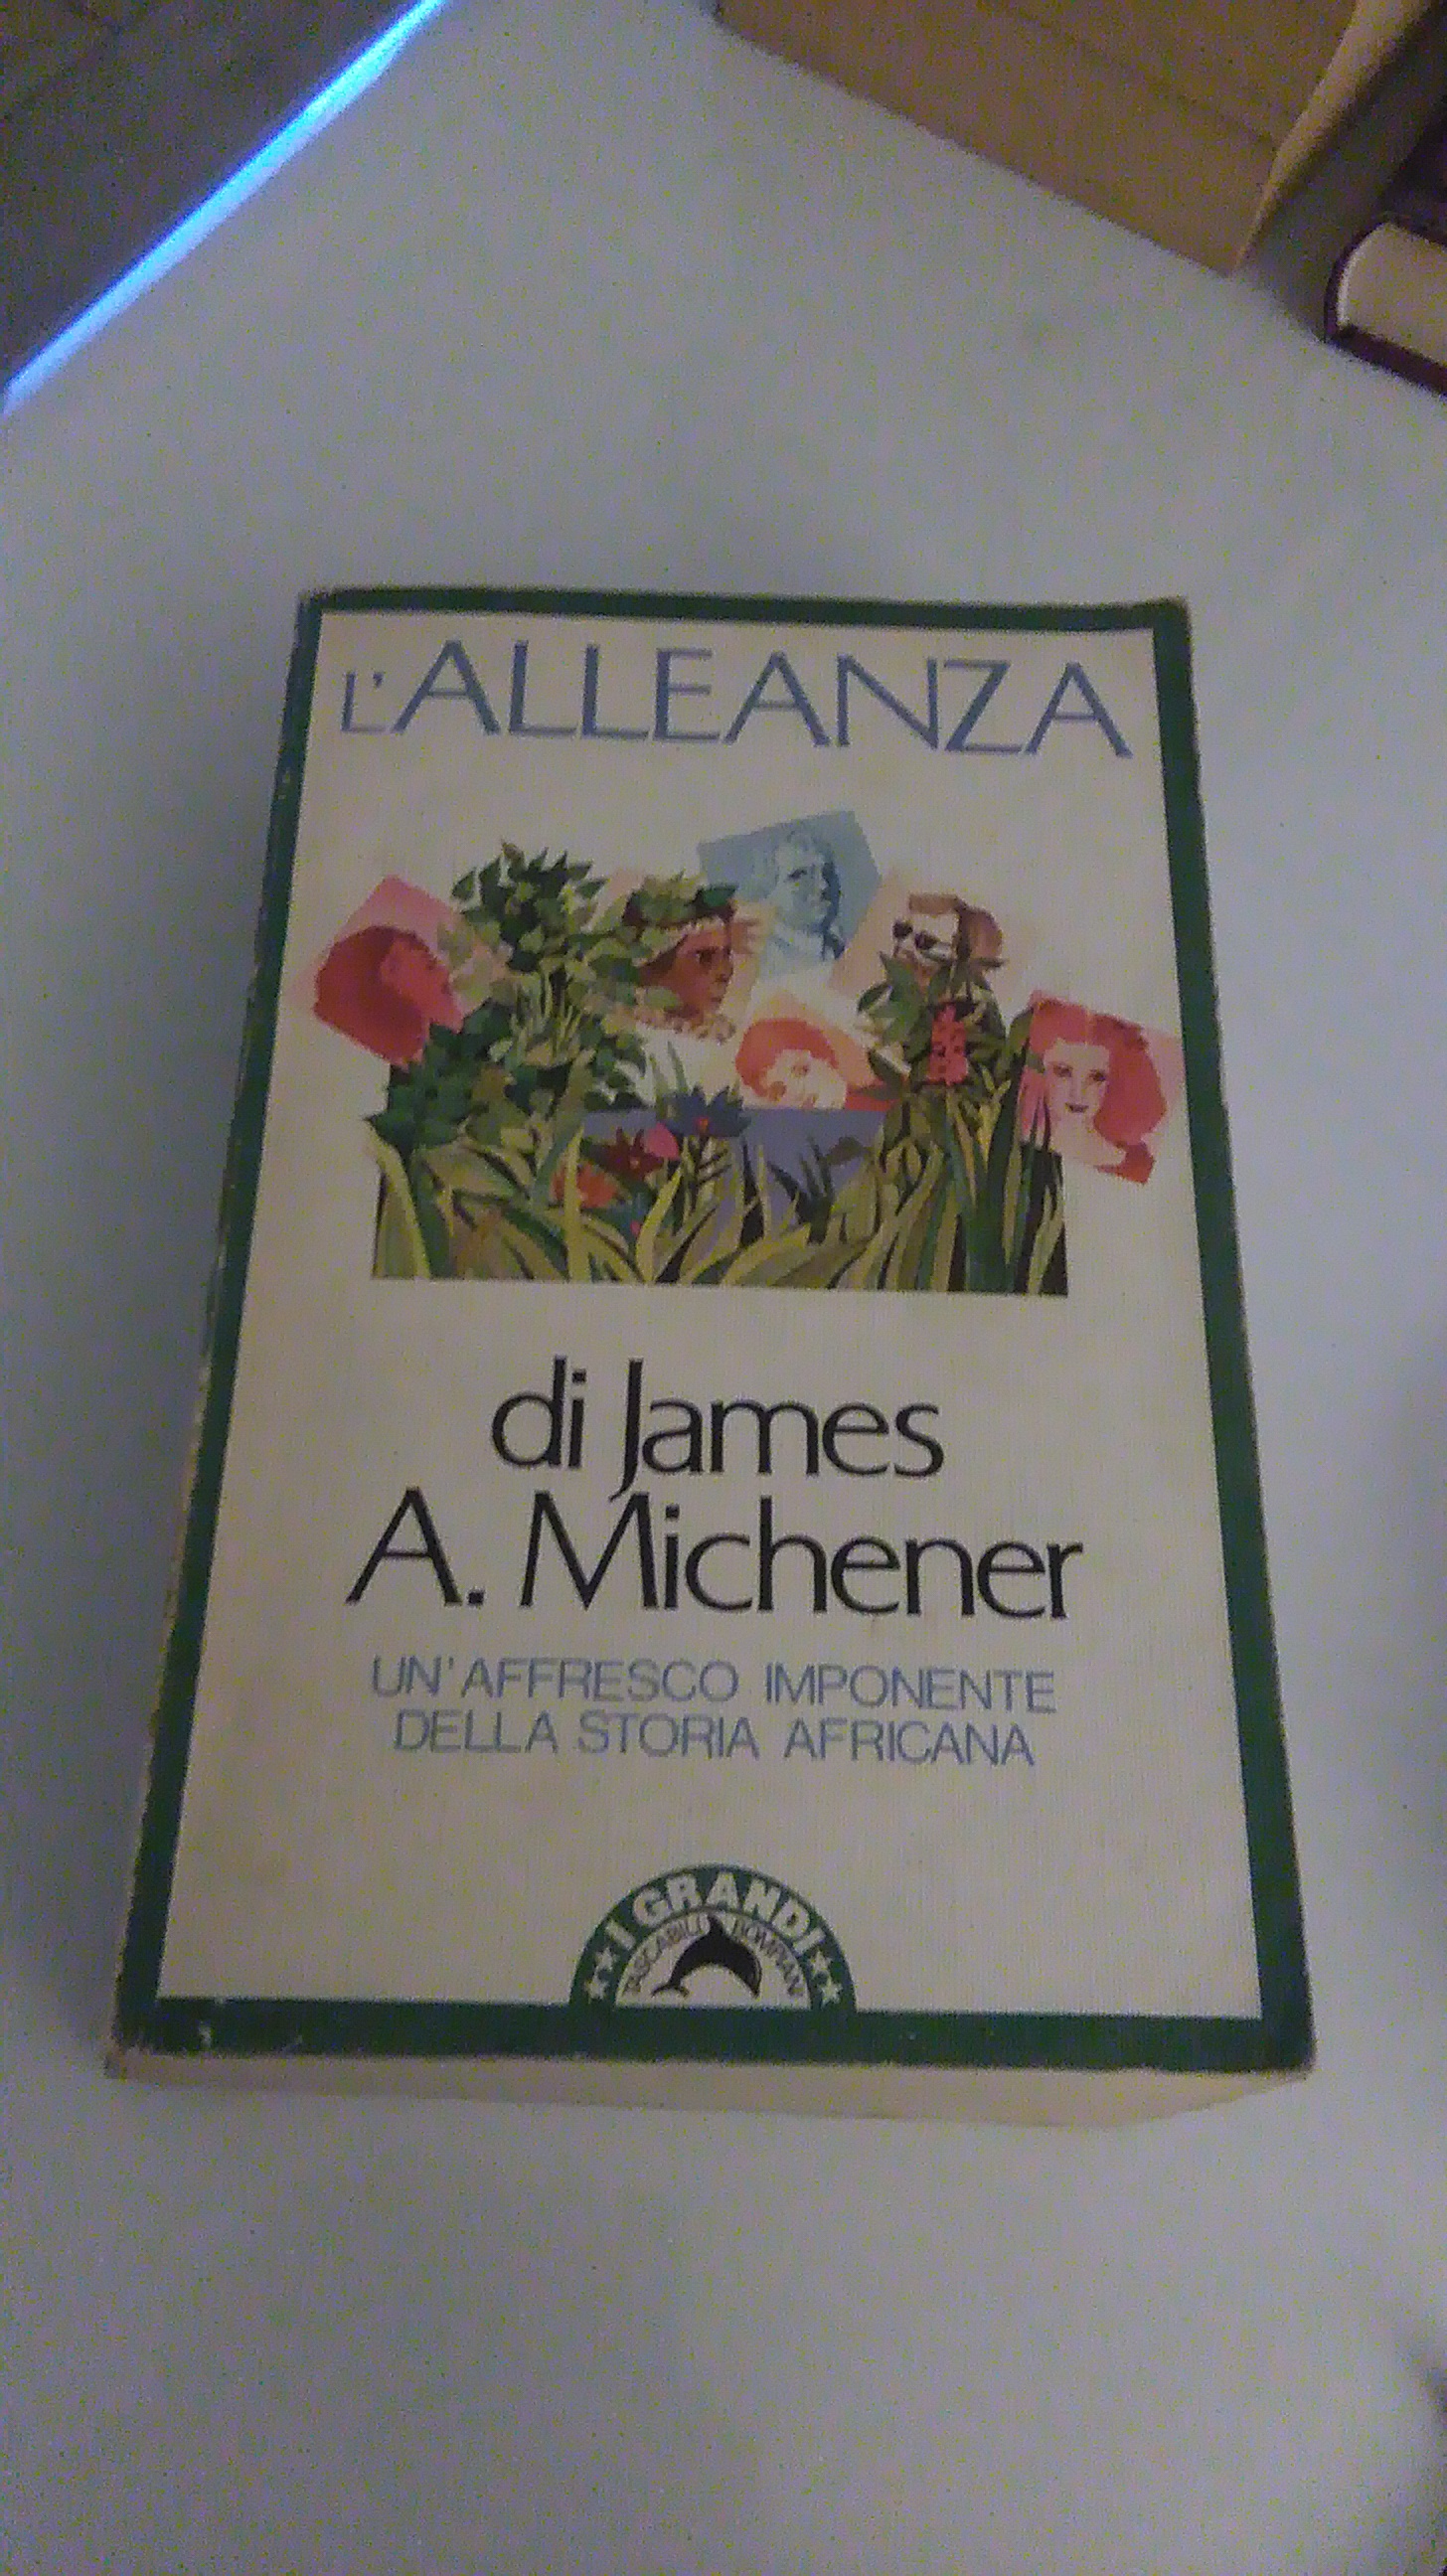 L'ALLEANZA
di James
A. Michener
UN'AFFRESCO IMPONENTE
DELLA STORIA AFRICANA
I GRANDI
TASCABILI BOMPIANI